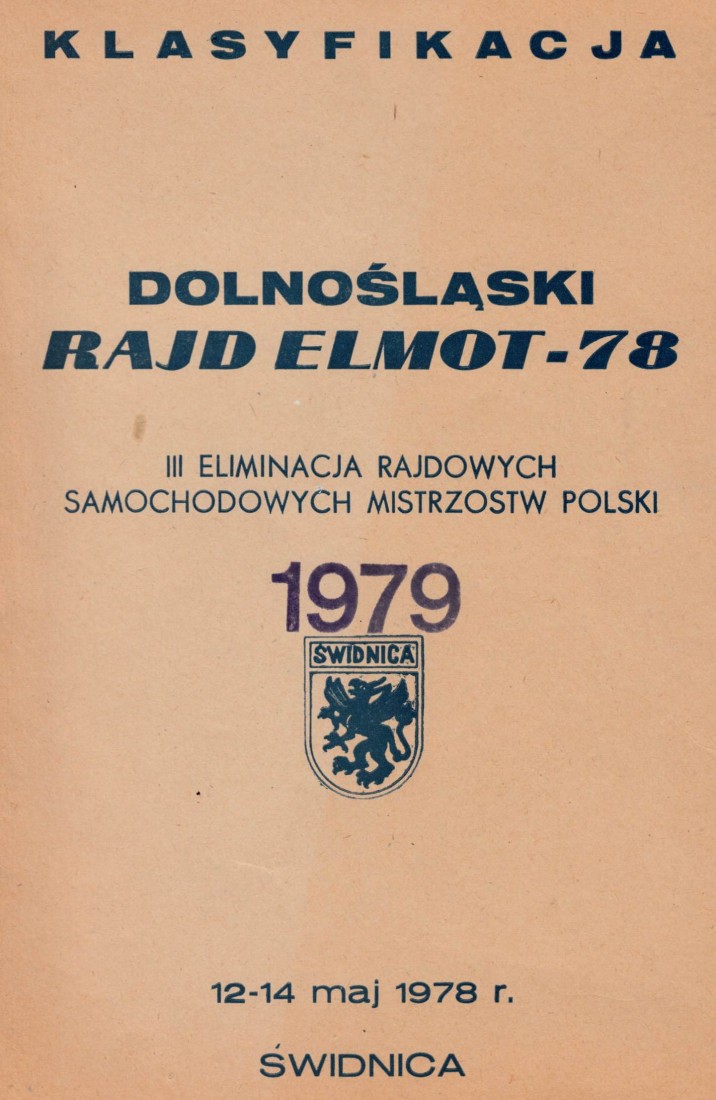 KLASYFIKACJA
DOLNOŚLĄSKI
RAJD ELMOT-78
III ELIMINACJA RAJDOWYCH
SAMOCHODOWYCH MISTRZOSTW POLSKI
1979
ŚWIDNICA
12-14 maj 1978 r.
ŚWIDNICA